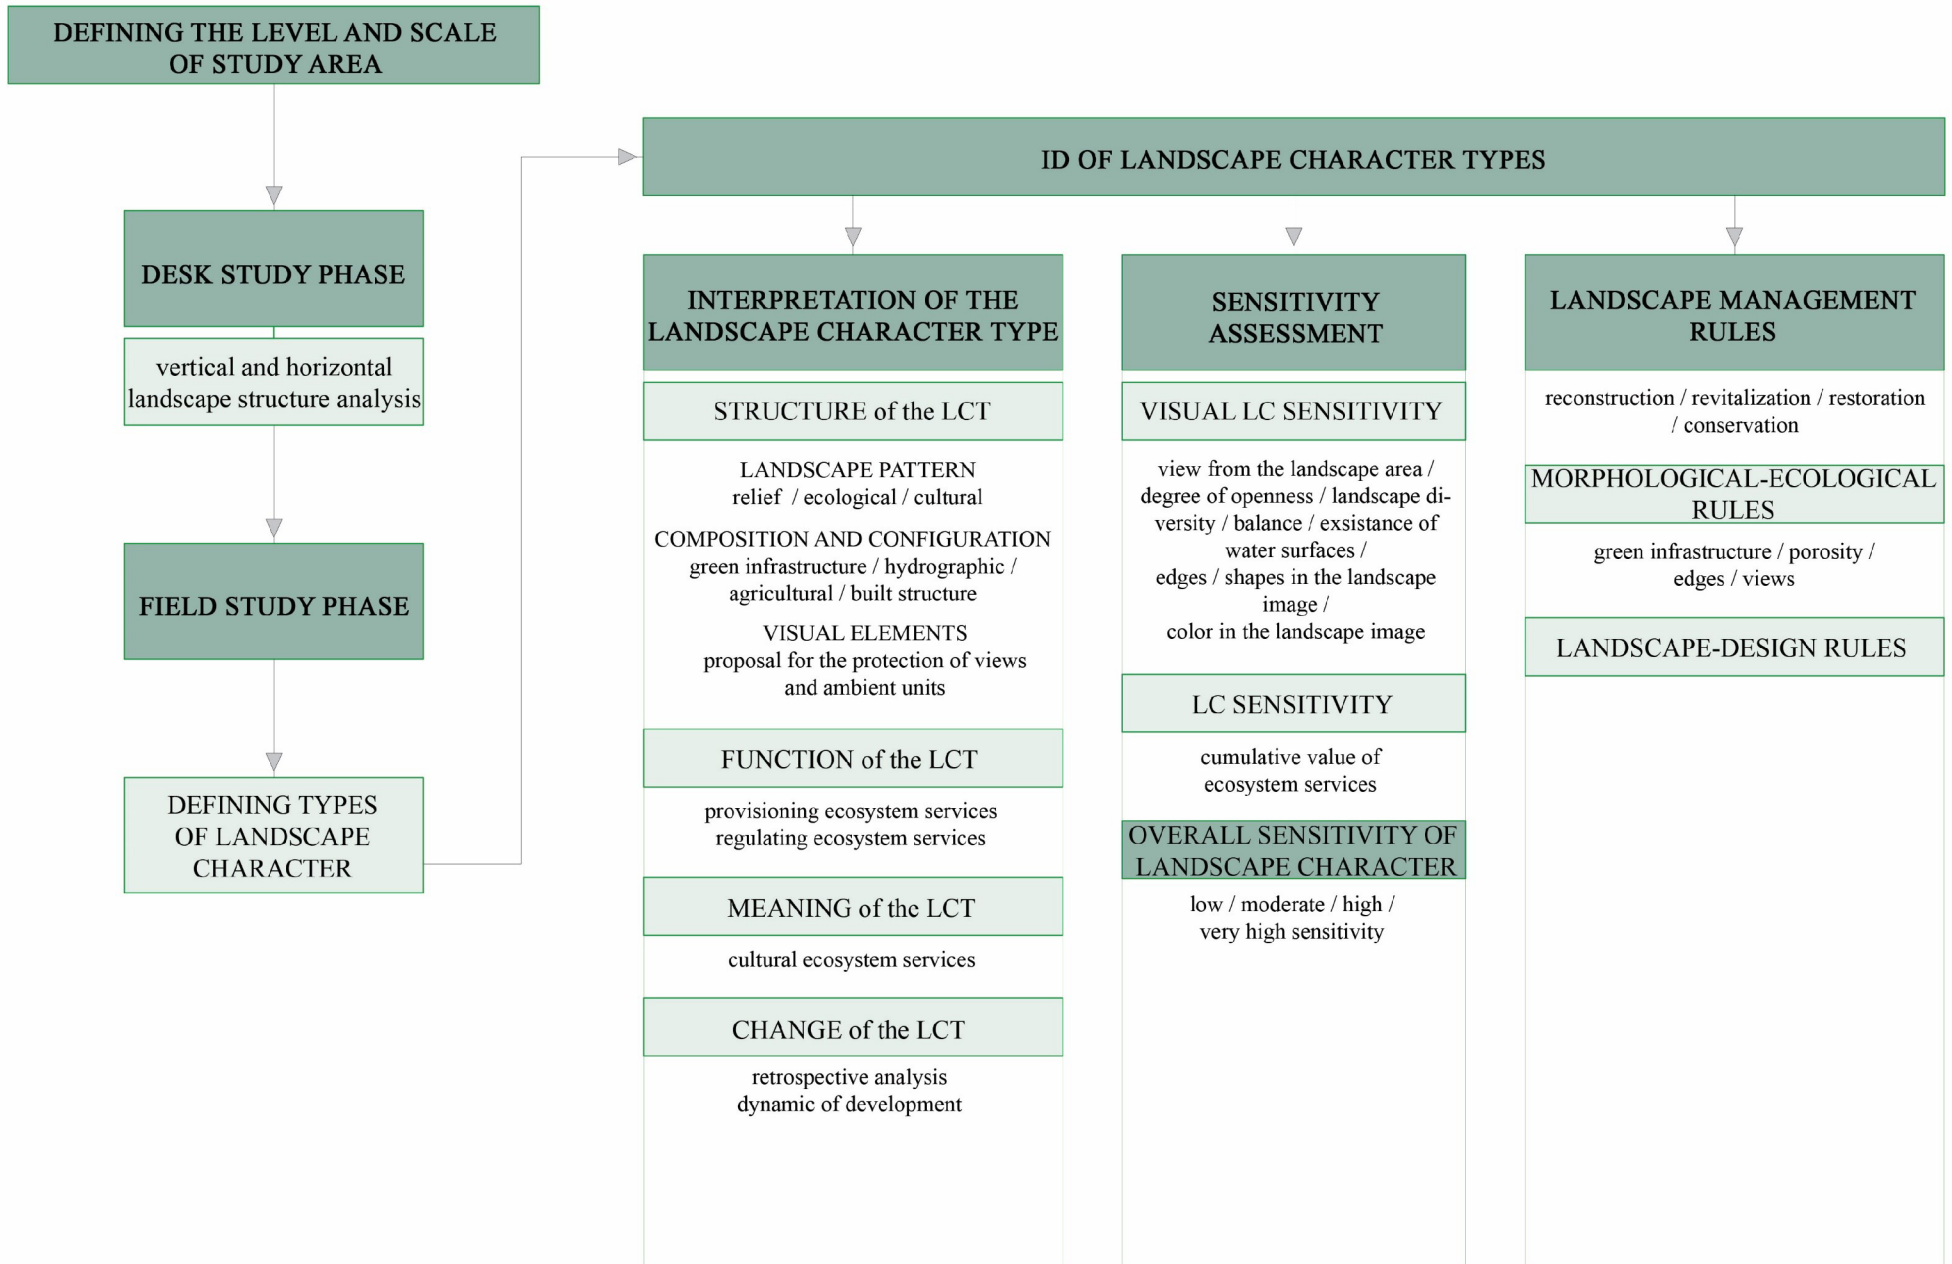 DEFINING THE LEVEL AND SCALE
OF STUDY AREA
DESK STUDY PHASE
vertical and horizontal
landscape structure analysis
FIELD STUDY PHASE
DEFINING TYPES
OF LANDSCAPE
CHARACTER
ID OF LANDSCAPE CHARACTER TYPES
INTERPRETATION OF THE
LANDSCAPE CHARACTER TYPE
STRUCTURE of the LCT
LANDSCAPE PATTERN
relief / ecological / cultural
COMPOSITION AND CONFIGURATION
green infrastructure / hydrographic /
agricultural / built structure
VISUAL ELEMENTS
proposal for the protection of views
and ambient units
FUNCTION of the LCT
provisioning ecosystem services
regulating ecosystem services
MEANING of the LCT
cultural ecosystem services
CHANGE of the LCT
retrospective analysis
dynamic of development
SENSITIVITY
ASSESSMENT
VISUAL LC SENSITIVITY
view from the landscape area /
degree of openness / landscape di-
versity / balance / exsistance of
water surfaces /
edges / shapes in the landscape
image /
color in the landscape image
LC SENSITIVITY
cumulative value of
ecosystem services
OVERALL SENSITIVITY OF
LANDSCAPE CHARACTER
low / moderate / high /
very high sensitivity
LANDSCAPE MANAGEMENT
RULES
reconstruction / revitalization / restoration
/ conservation
MORPHOLOGICAL-ECOLOGICAL
RULES
green infrastructure / porosity /
edges / views
LANDSCAPE-DESIGN RULES